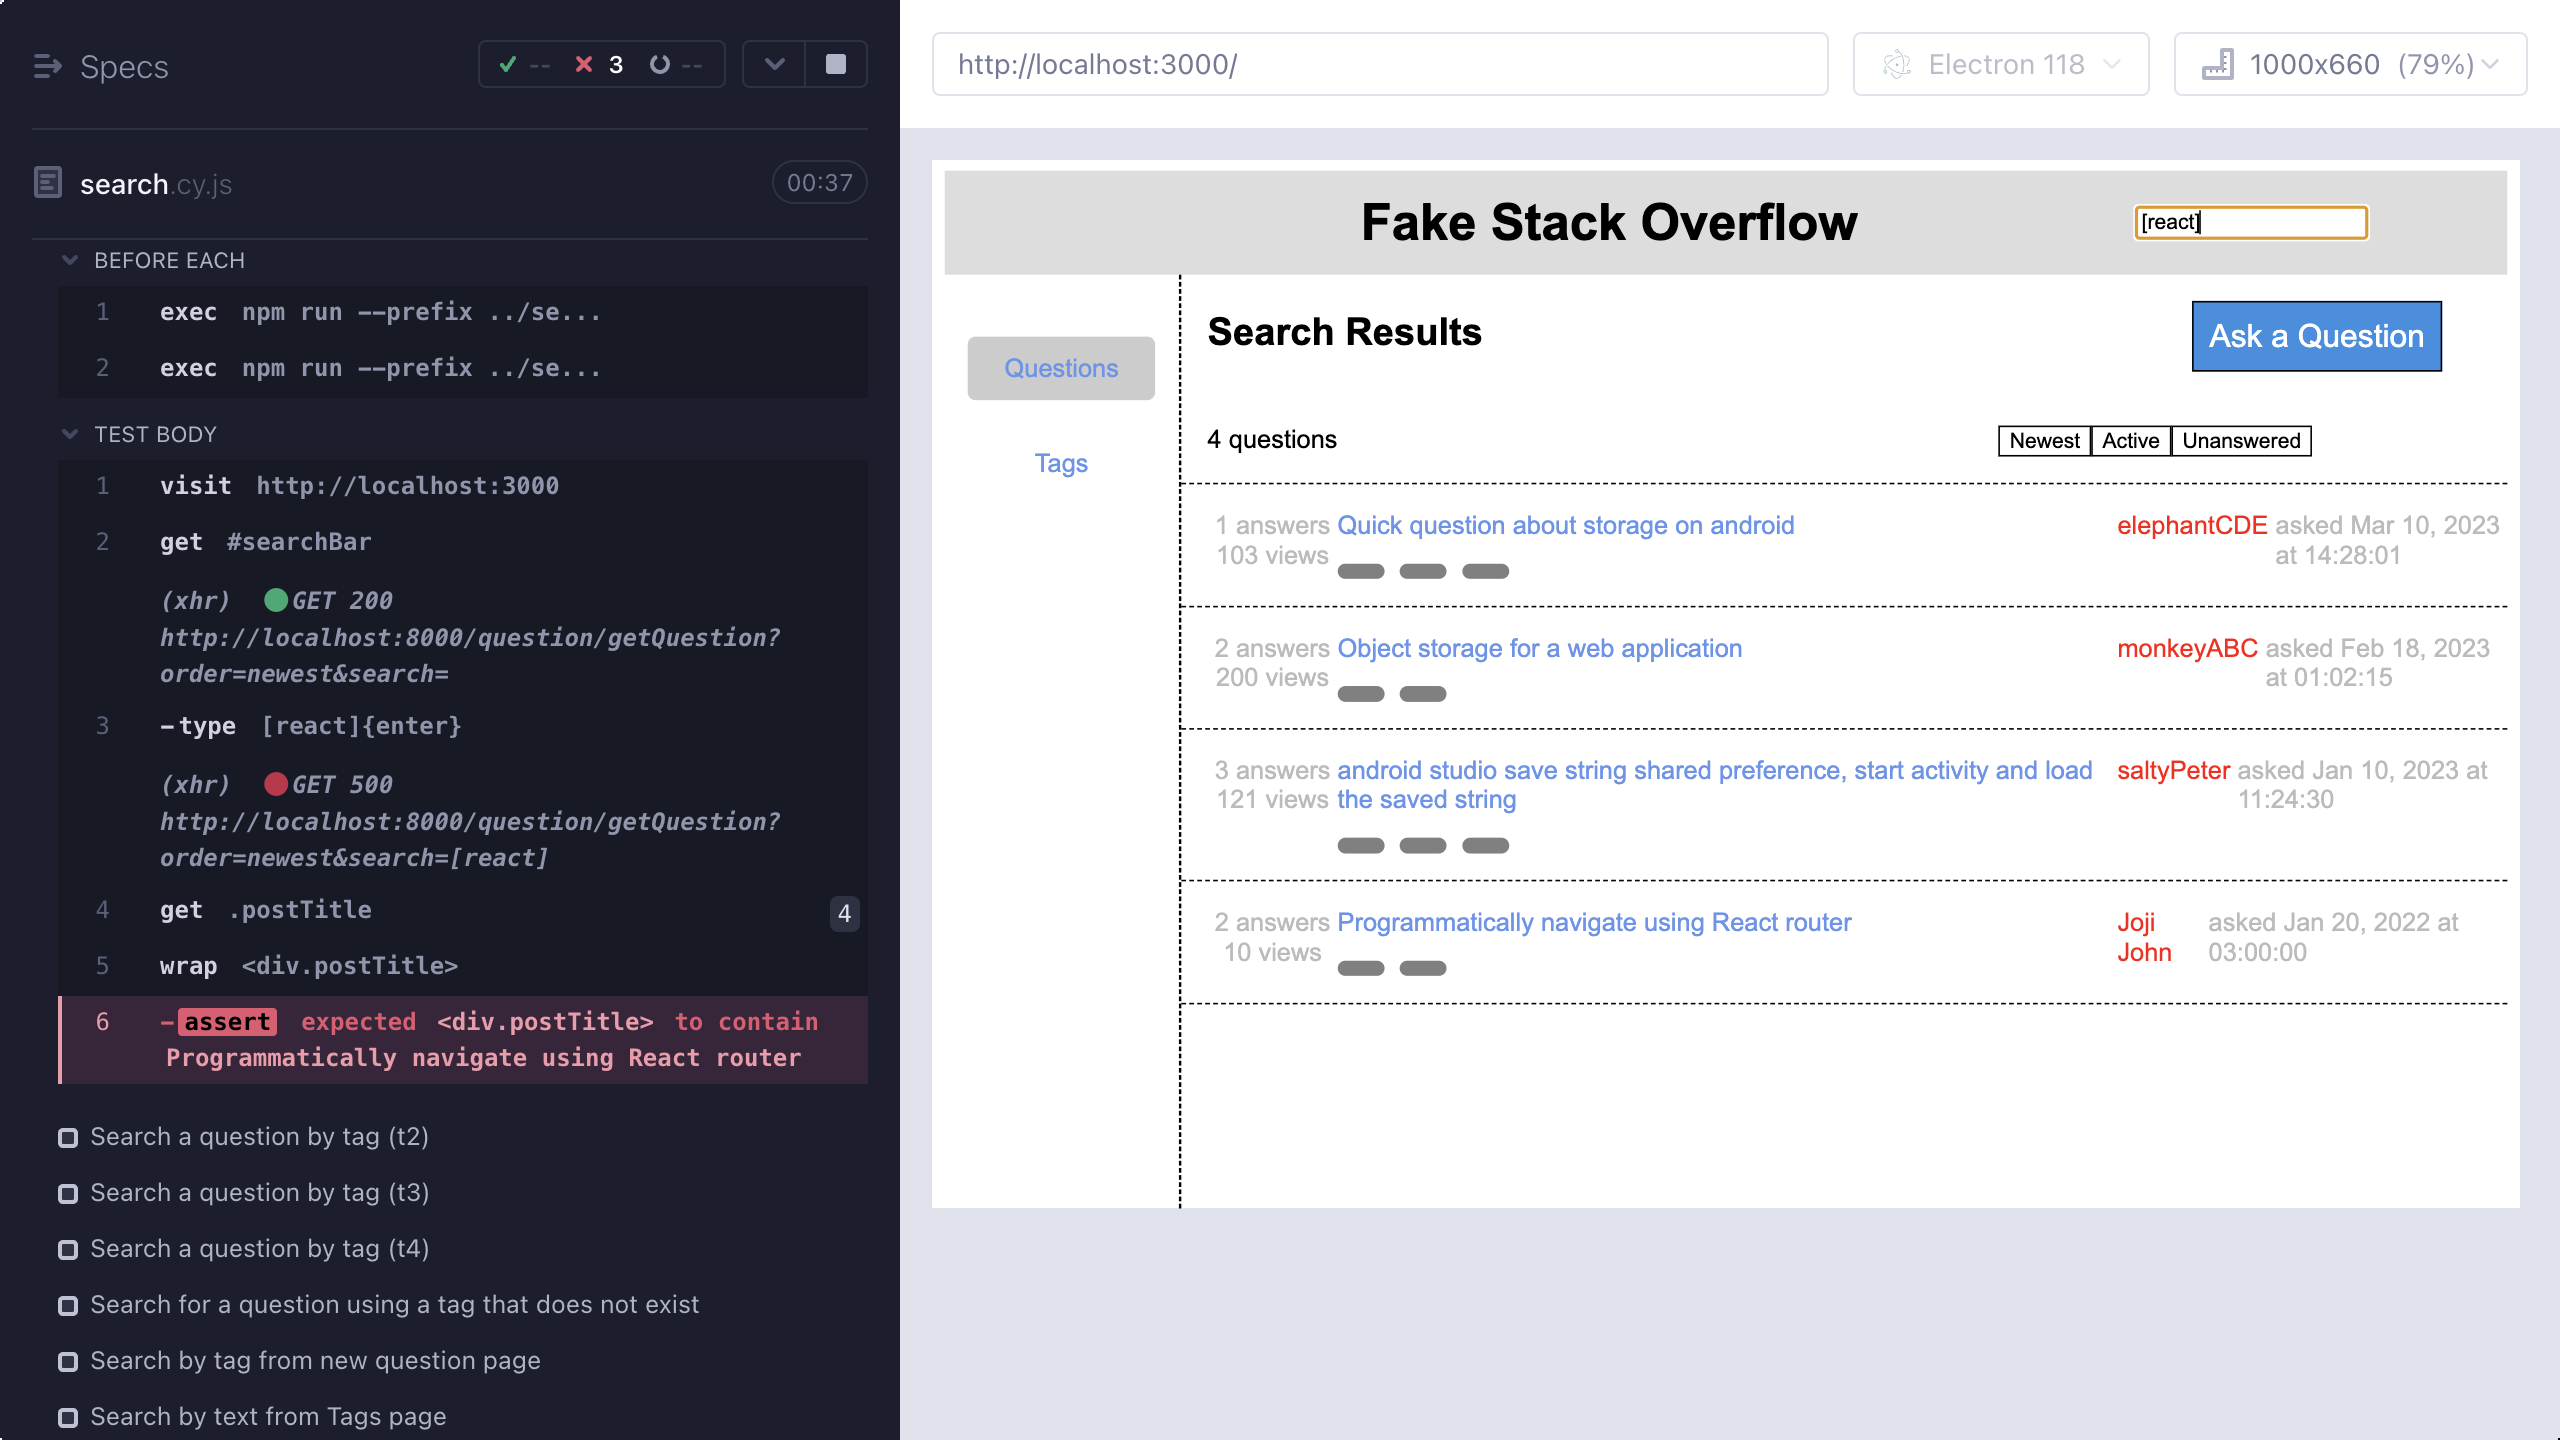 Specs
--
3
--
search.cy.js
00:37
BEFORE EACH
1 exec npm run --prefix ../se...
2 exec npm run --prefix ../se...
TEST BODY
1 visit http://localhost:3000
2 get #searchBar
(xhr) GET 200
http://localhost:8000/question/getQuestion?
order=newest&search=
3 -type [react]{enter}
(xhr) GET 500
http://localhost:8000/question/getQuestion?
order=newest&search=[react]
4 get .postTitle 4
5 wrap <div.postTitle>
6 -assert expected <div.postTitle> to contain
Programmatically navigate using React router
Search a question by tag (t2)
Search a question by tag (t3)
Search a question by tag (t4)
Search for a question using a tag that does not exist
Search by tag from new question page
Search by text from Tags page
http://localhost:3000/
Electron 118
1000x660 (79%)
Fake Stack Overflow
[react]
Questions
Tags
Search Results
Ask a Question
4 questions
Newest Active Unanswered
1 answers Quick question about storage on android elephantCDE asked Mar 10, 2023
103 views at 14:28:01
2 answers Object storage for a web application monkeyABC asked Feb 18, 2023
200 views at 01:02:15
3 answers android studio save string shared preference, start activity and load saltyPeter asked Jan 10, 2023 at
121 views the saved string 11:24:30
2 answers Programmatically navigate using React router Joji asked Jan 20, 2022 at
10 views John 03:00:00